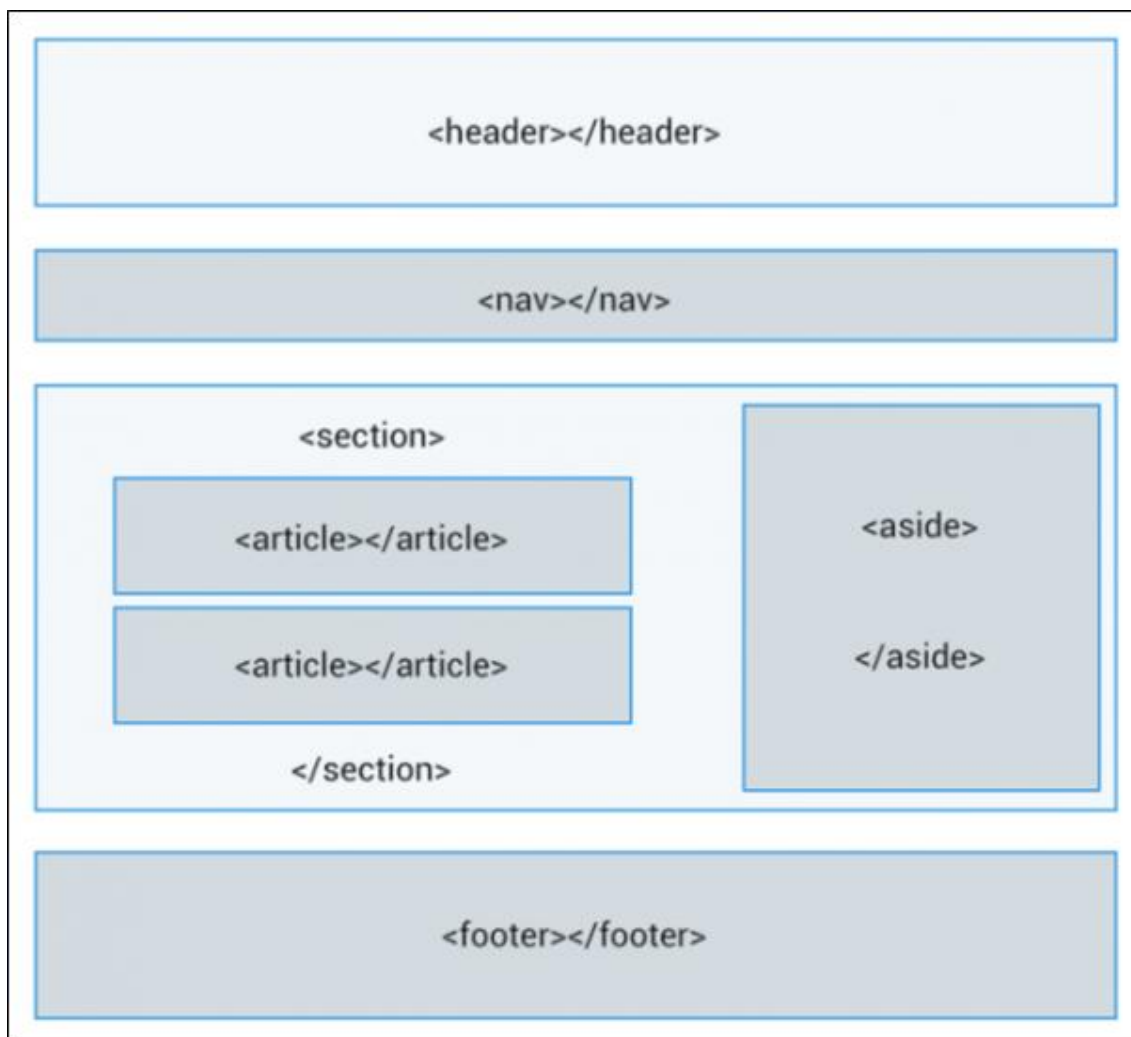 <header></header>
<nav></nav>
<section>
<article></article>
<article></article>
</section>
<aside>
</aside>
<footer></footer>